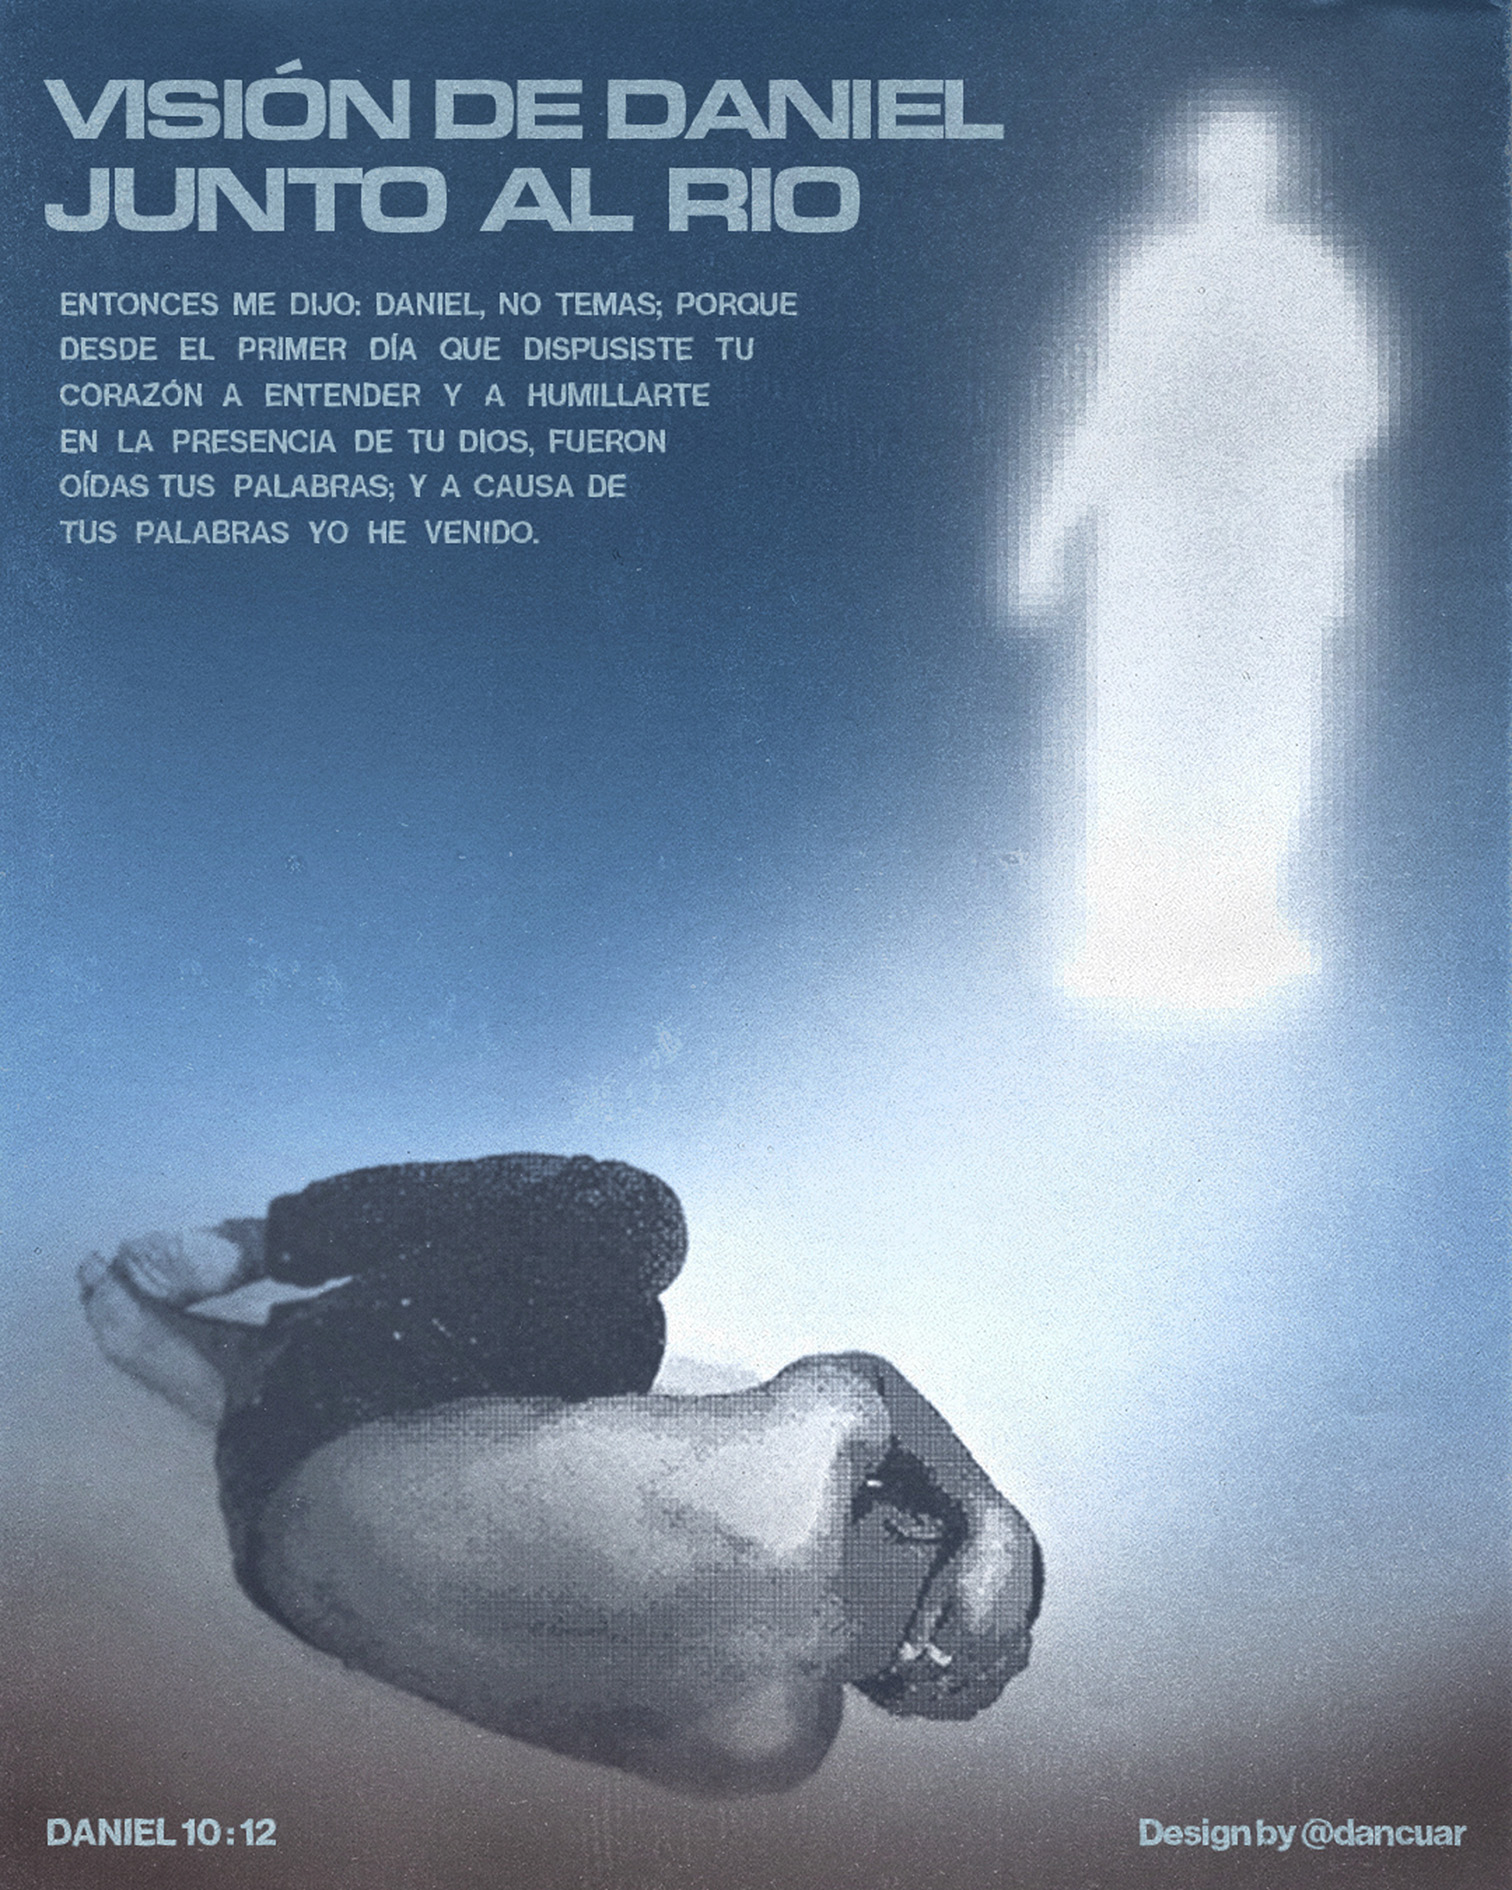 VISIÓN DE DANIEL
JUNTO AL RIO
ENTONCES ME DIJO: DANIEL, NO TEMAS; PORQUE
DESDE EL PRIMER DÍA QUE DISPUSISTE TU
CORAZÓN A ENTENDER Y A HUMILLARTE
EN LA PRESENCIA DE TU DIOS, FUERON
OÍDAS TUS PALABRAS; Y A CAUSA DE
TUS PALABRAS YO HE VENIDO.
DANIEL 10:12
Design by @dancuar